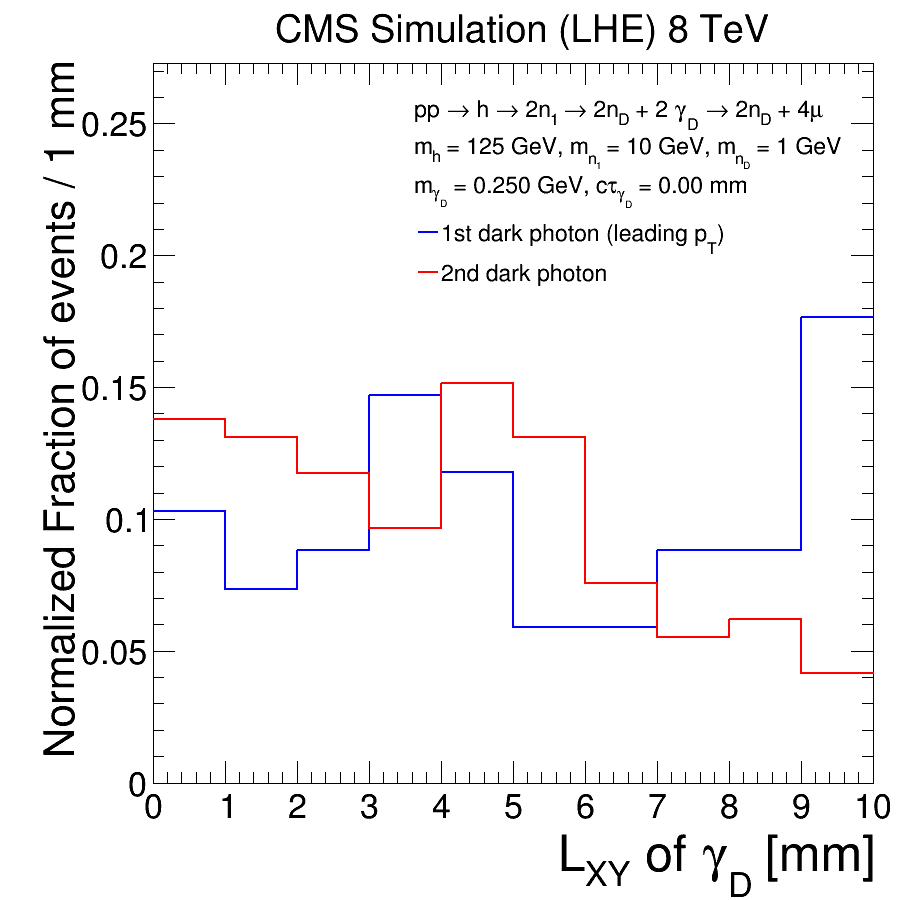 CMS Simulation (LHE) 8 TeV
Normalized Fraction of events / 1 mm
pp → h → 2n1 → 2nD + 2 γD → 2nD + 4μ
mh = 125 GeV, mn1 = 10 GeV, mnD = 1 GeV
mγD = 0.250 GeV, cτγD = 0.00 mm
1st dark photon (leading pT)
2nd dark photon
0.25
0.2
0.15
0.1
0.05
0
0 1 2 3 4 5 6 7 8 9 10
LXY of γD [mm]